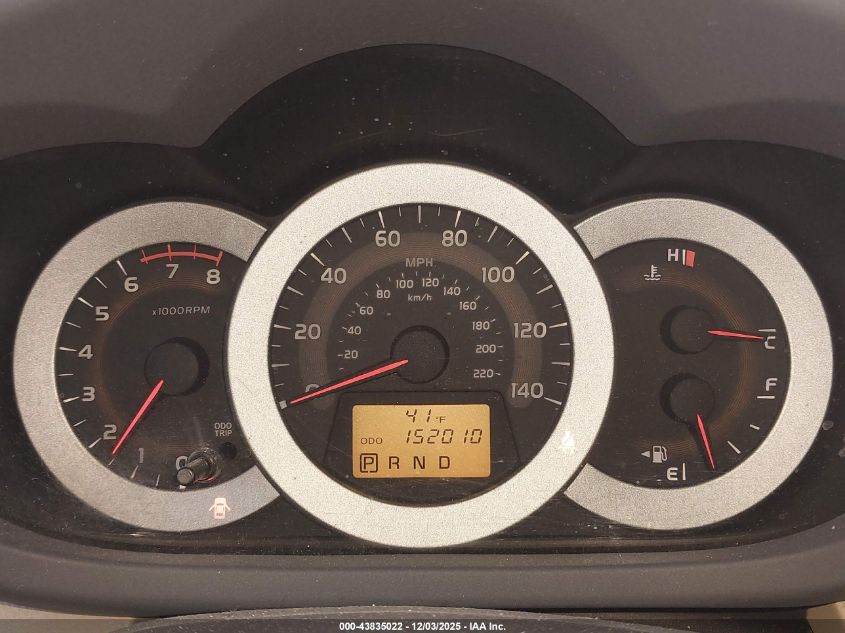 0 1 2 3 4 5 6 7 8
x1000RPM
ODO
TRIP
0 20 40 60 80 100 120 140
MPH
20 40 60 80 100 120 140 160 180 200 220
km/h
41°F
ODO 152010
P R N D
H
C
F
E
000-43835022 - 12/03/2025 - IAA Inc.